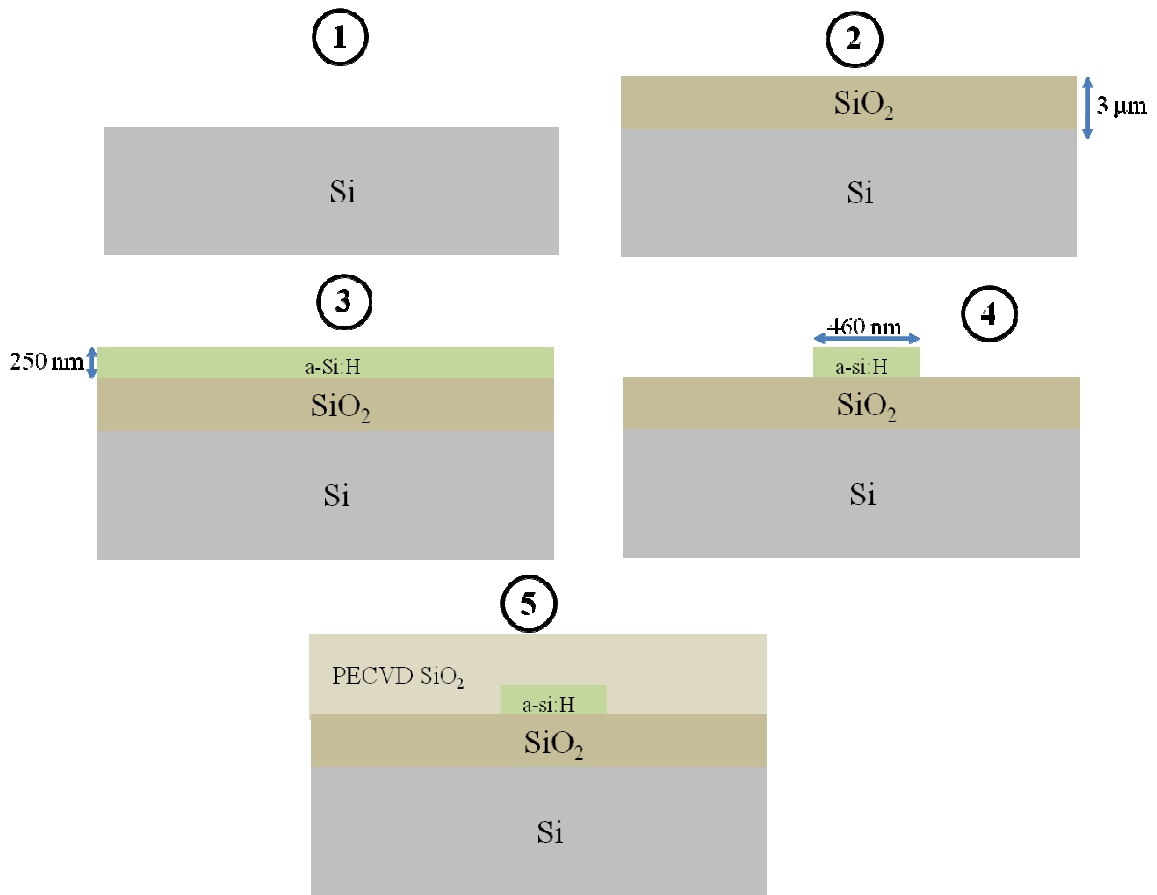 1
Si
2
SiO₂
3 μm
Si
3
250 nm
a-Si:H
SiO₂
Si
4
460 nm
a-si:H
SiO₂
Si
5
PECVD SiO₂
a-si:H
SiO₂
Si